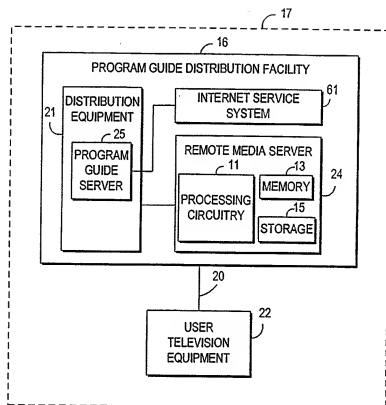 17
16
PROGRAM GUIDE DISTRIBUTION FACILITY
21
DISTRIBUTION
EQUIPMENT
25
PROGRAM
GUIDE
SERVER
INTERNET SERVICE
SYSTEM
61
REMOTE MEDIA SERVER
11
PROCESSING
CIRCUITRY
13
MEMORY
15
STORAGE
24
20
22
USER
TELEVISION
EQUIPMENT